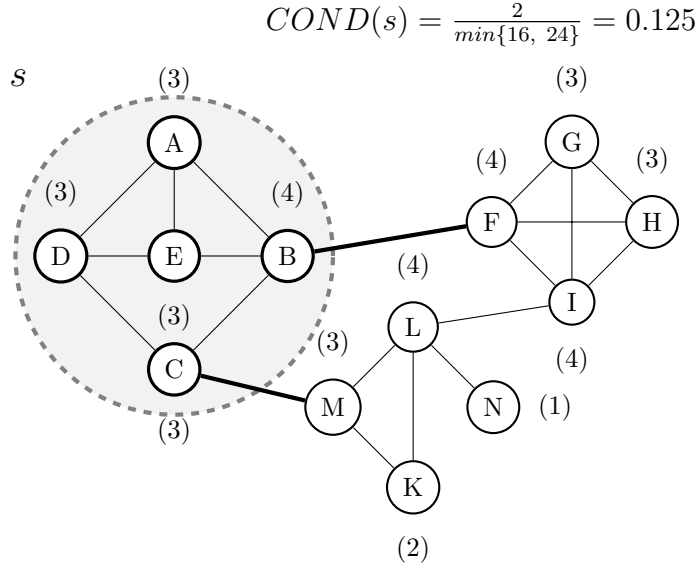 COND(s) = \frac{2}{min\{16, 24\}} = 0.125
s
(3)
(3)
A
G
(3)
(4)
(4)
(3)
F
H
D
E
B
(4)
(3)
I
L
(3)
C
(4)
M
N
(1)
(3)
K
(2)